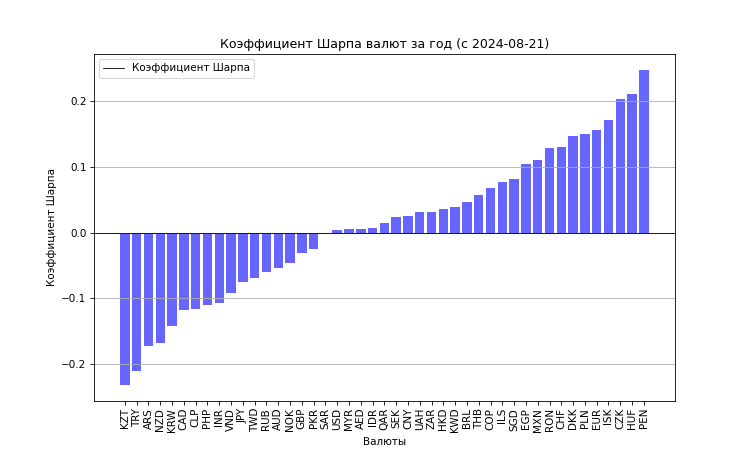 Коэффициент Шарпа валют за год (с 2024-08-21)
Коэффициент Шарпа
Коэффициент Шарпа
0.2
0.1
0.0
−0.1
−0.2
KZT TRY ARS NZD KRW CAD CLP PHP INR VND JPY TWD RUB AUD NOK GBP PKR SAR USD MYR AED IDR QAR SEK CNY UAH ZAR HKD KWD BRL THB COP ILS SGD EGP MXN RON CHF DKK PLN EUR ISK CZK HUF PEN
Валюты